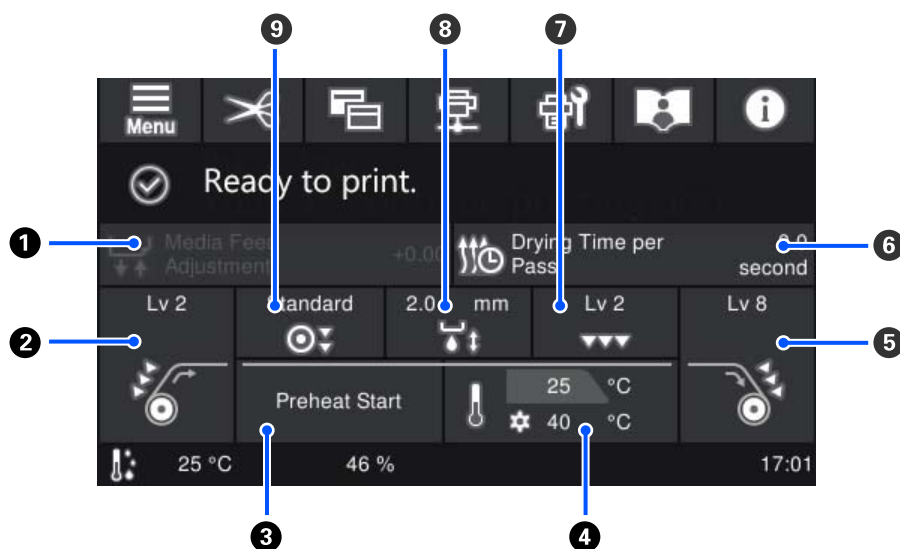 9 8 7
Menu
Ready to print.
1 Media Feed +0.00 Drying Time per 0.0 6
Adjustment Pass second
Lv 2 Standard 2.0 mm Lv 2 Lv 8
2 5
Preheat Start 25 °C
40 °C
25 °C 46 % 17:01
3 4